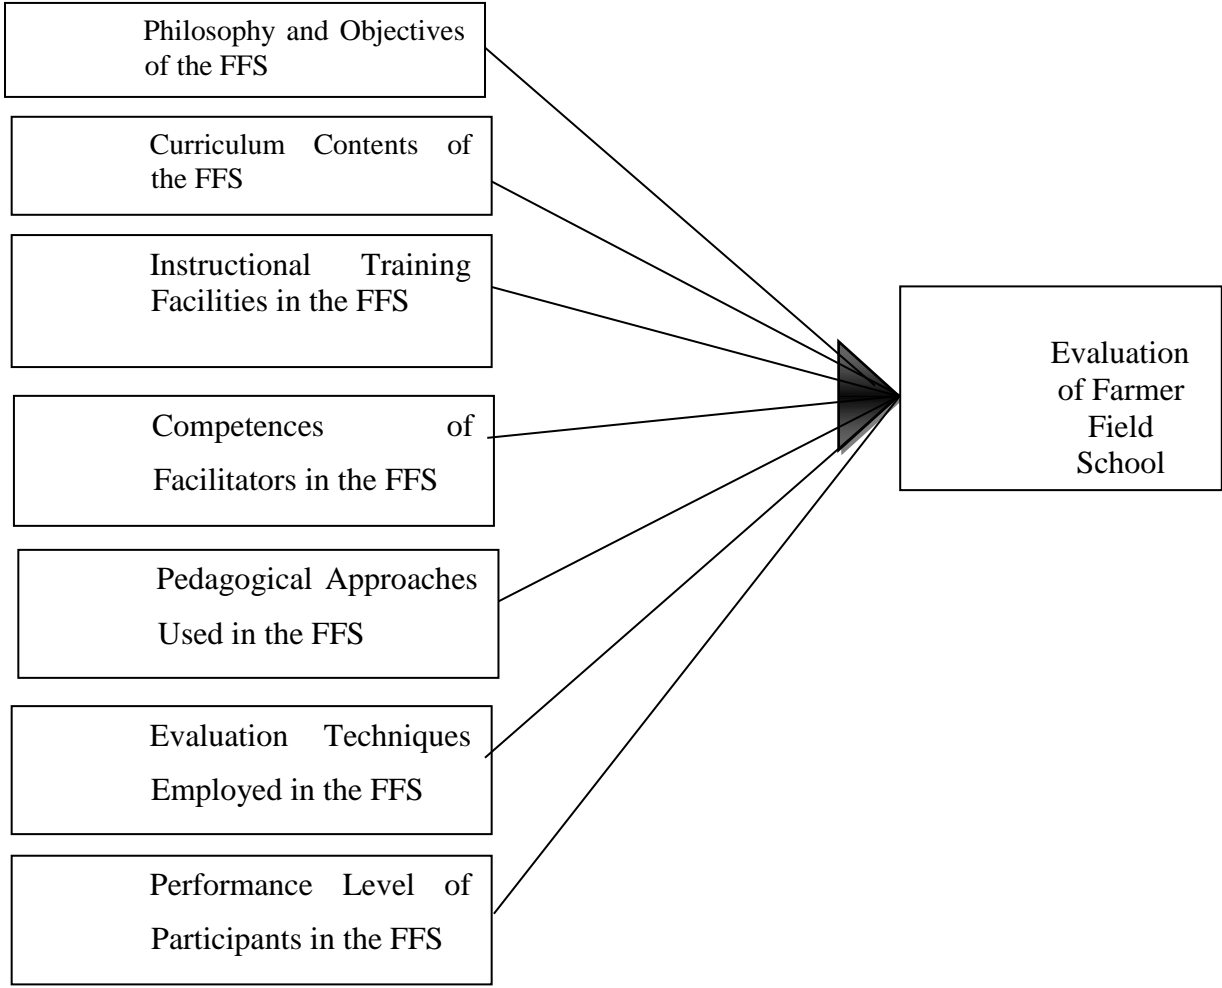 Philosophy and Objectives
of the FFS
Curriculum Contents of
the FFS
Instructional Training
Facilities in the FFS
Competences of
Facilitators in the FFS
Pedagogical Approaches
Used in the FFS
Evaluation Techniques
Employed in the FFS
Performance Level of
Participants in the FFS
Evaluation
of Farmer
Field
School